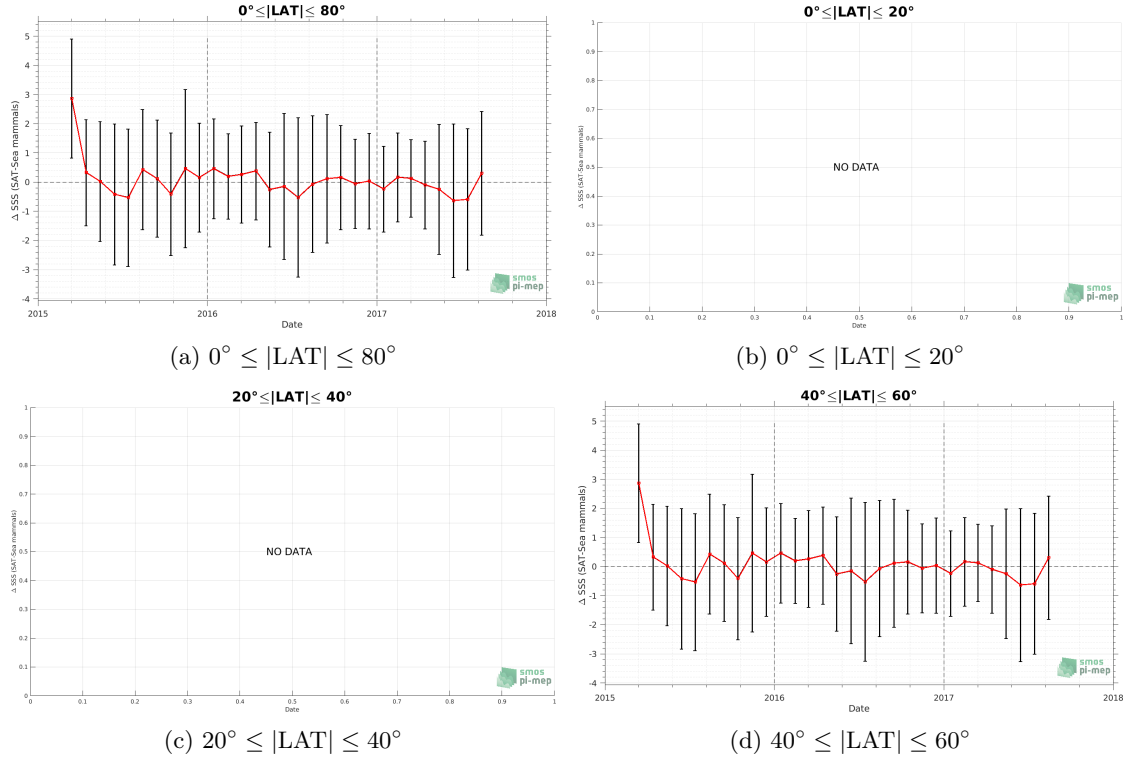 0°≤|LAT|≤ 80°
Δ SSS (SAT-Sea mammals)
5
4
3
2
1
0
-1
-2
-3
-4
2015 2016 2017 2018
Date
smos
pi-mep
(a) 0° ≤ |LAT| ≤ 80°
0°≤|LAT|≤ 20°
Δ SSS (SAT-Sea mammals)
1
0.9
0.8
0.7
0.6
0.5
0.4
0.3
0.2
0.1
0
NO DATA
0 0.1 0.2 0.3 0.4 0.5 0.6 0.7 0.8 0.9 1
Date
smos
pi-mep
(b) 0° ≤ |LAT| ≤ 20°
20°≤|LAT|≤ 40°
Δ SSS (SAT-Sea mammals)
1
0.9
0.8
0.7
0.6
0.5
0.4
0.3
0.2
0.1
0
NO DATA
0 0.1 0.2 0.3 0.4 0.5 0.6 0.7 0.8 0.9 1
Date
smos
pi-mep
(c) 20° ≤ |LAT| ≤ 40°
40°≤|LAT|≤ 60°
Δ SSS (SAT-Sea mammals)
5
4
3
2
1
0
-1
-2
-3
-4
2015 2016 2017 2018
Date
smos
pi-mep
(d) 40° ≤ |LAT| ≤ 60°